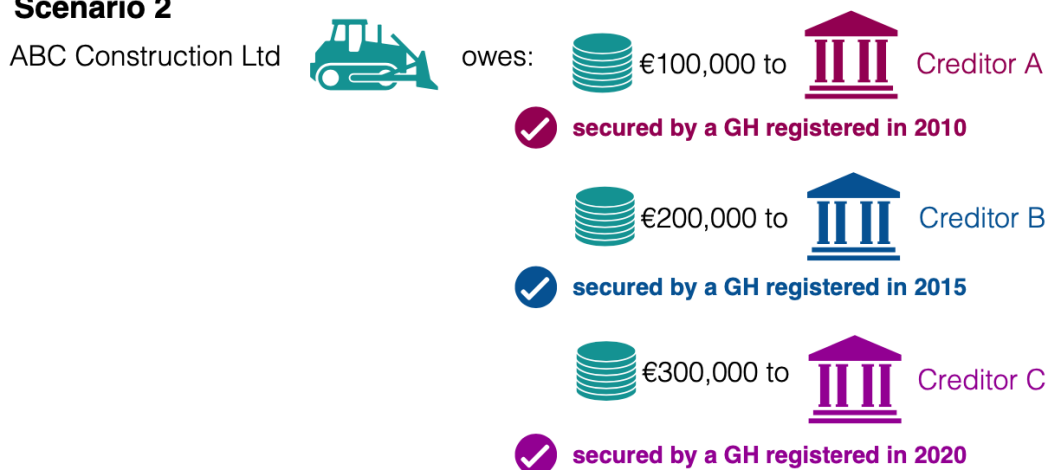 Scenario 2
ABC Construction Ltd owes: €100,000 to Creditor A
secured by a GH registered in 2010
€200,000 to Creditor B
secured by a GH registered in 2015
€300,000 to Creditor C
secured by a GH registered in 2020